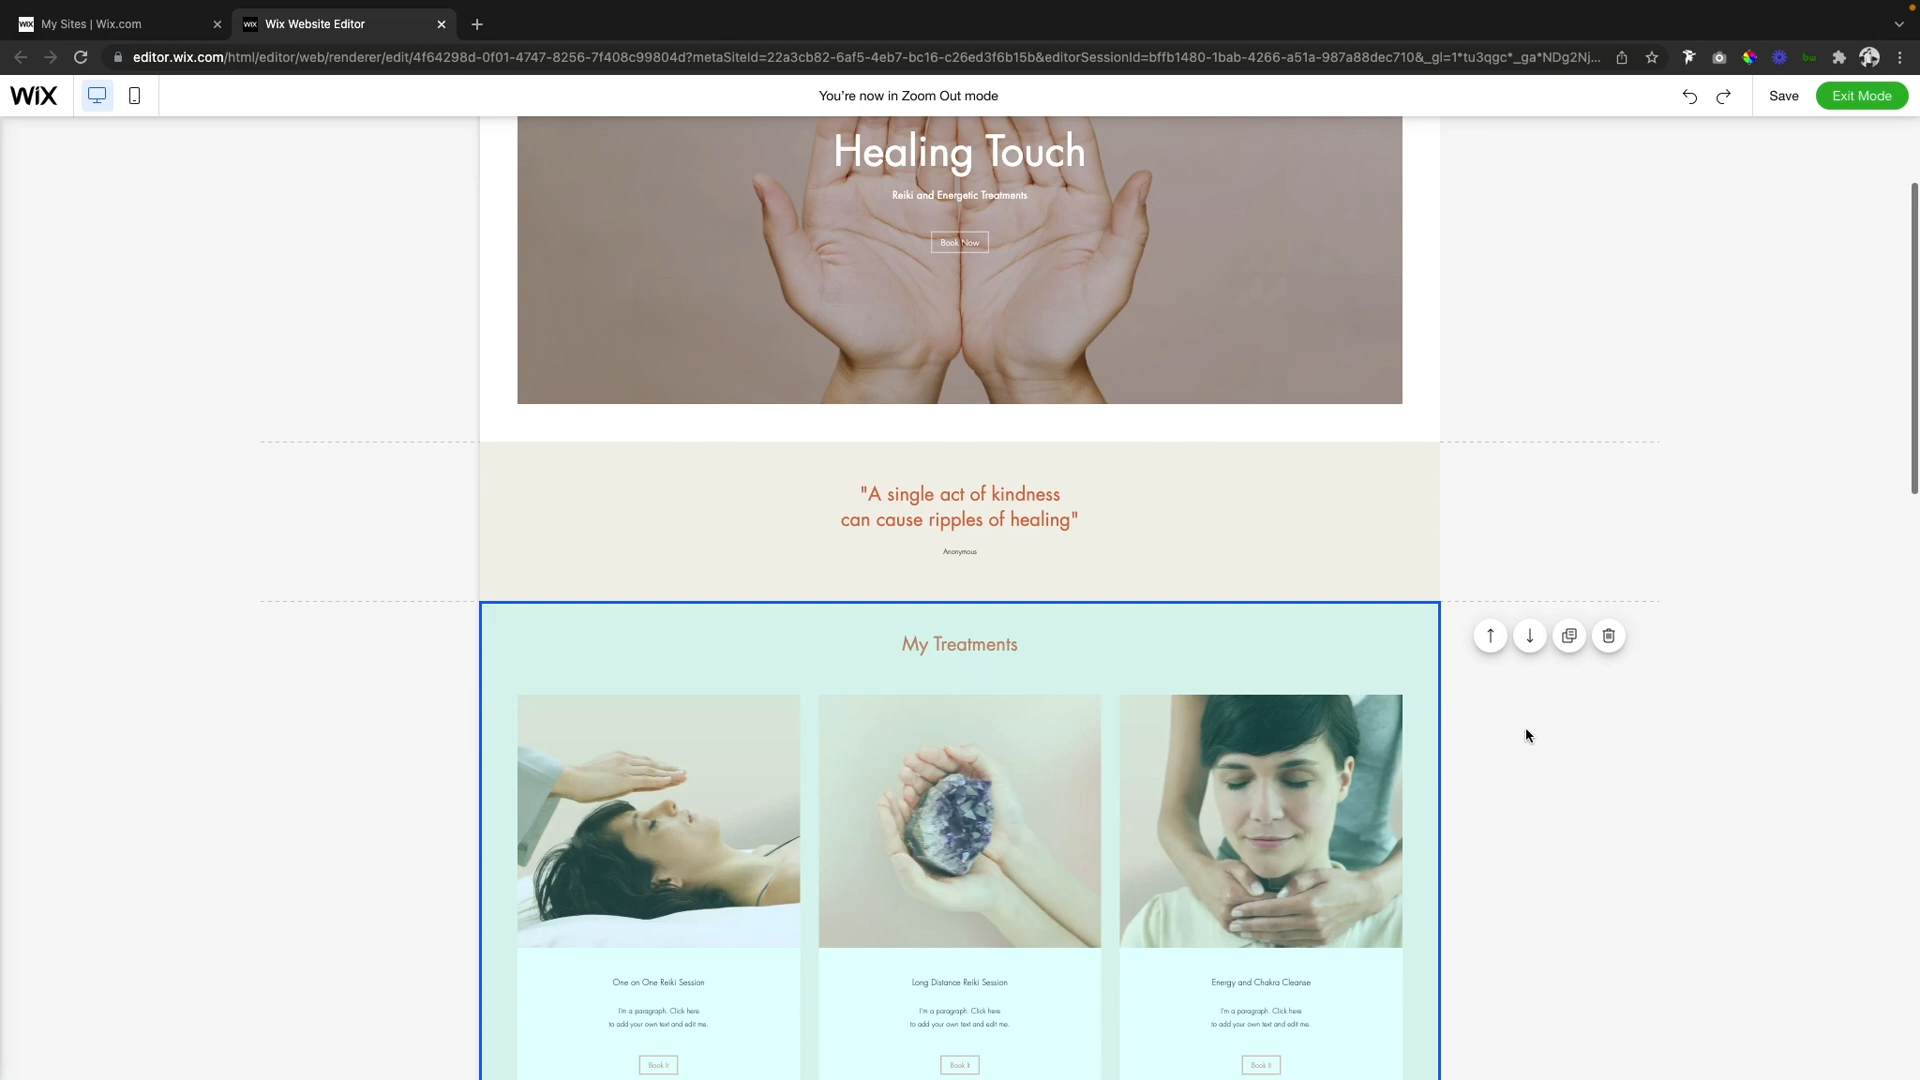 My Sites | Wix.com
Wix Website Editor
editor.wix.com/html/editor/web/renderer/edit/4f64298d-0f01-4747-8256-7f408c99804d?metaSiteId=22a3cb82-6af5-4eb7-bc16-c26ed3f6b15b&editorSessionId=bffb1480-1bab-4266-a51a-987a88dec710&_gl=1*tu3qgc*_ga*NDg2Nj...
WIX
You're now in Zoom Out mode
Save
Exit Mode
Healing Touch
Reiki and Energetic Treatments
Book Now
"A single act of kindness
can cause ripples of healing"
Anonymous
My Treatments
One on One Reiki Session
I'm a paragraph. Click here
to add your own text and edit me.
Book It
Long Distance Reiki Session
I'm a paragraph. Click here
to add your own text and edit me.
Book It
Energy and Chakra Cleanse
I'm a paragraph. Click here
to add your own text and edit me.
Book It